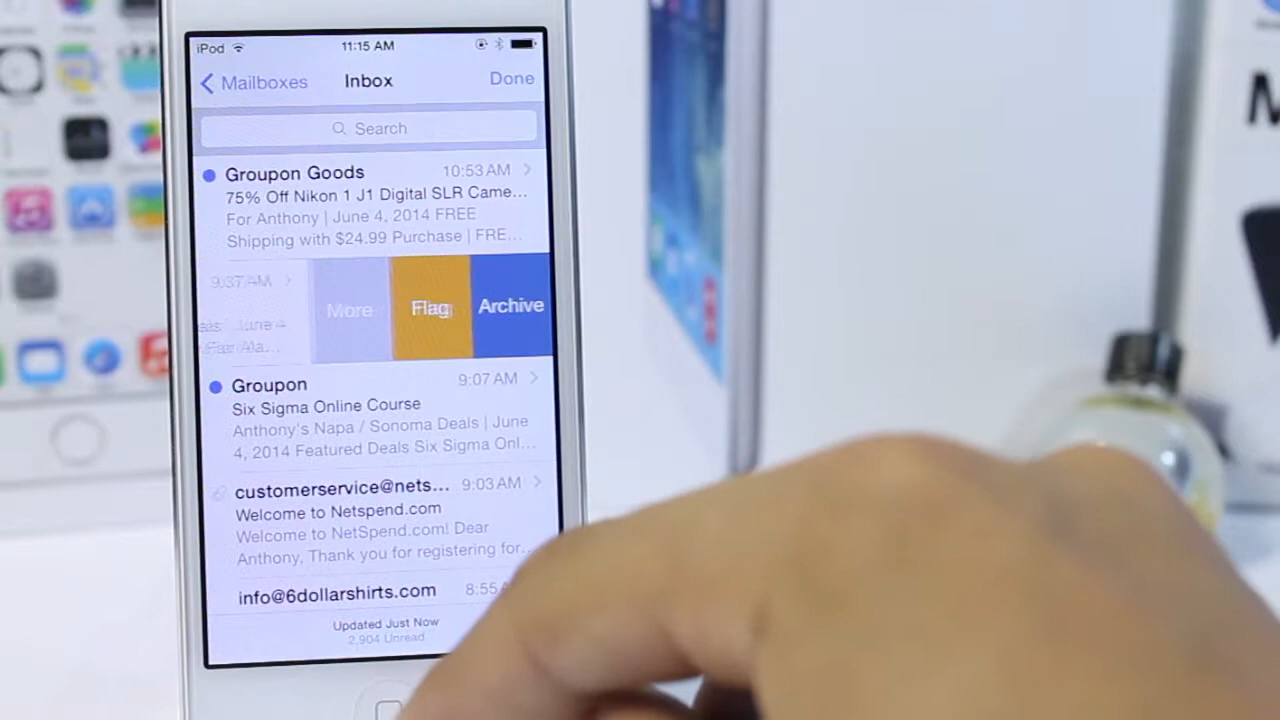 iPod 11:15 AM
Mailboxes Inbox Done
Search
Groupon Goods 10:53 AM
75% Off Nikon 1 J1 Digital SLR Came...
For Anthony | June 4, 2014 FREE
Shipping with $24.99 Purchase | FRE...
9:37 AM
More Flag Archive
Groupon 9:07 AM
Six Sigma Online Course
Anthony's Napa / Sonoma Deals | June
4, 2014 Featured Deals Six Sigma Onl...
customerservice@nets... 9:03 AM
Welcome to Netspend.com
Welcome to NetSpend.com! Dear
Anthony, Thank you for registering for...
info@6dollarshirts.com 8:55
Updated Just Now
2,904 Unread
M